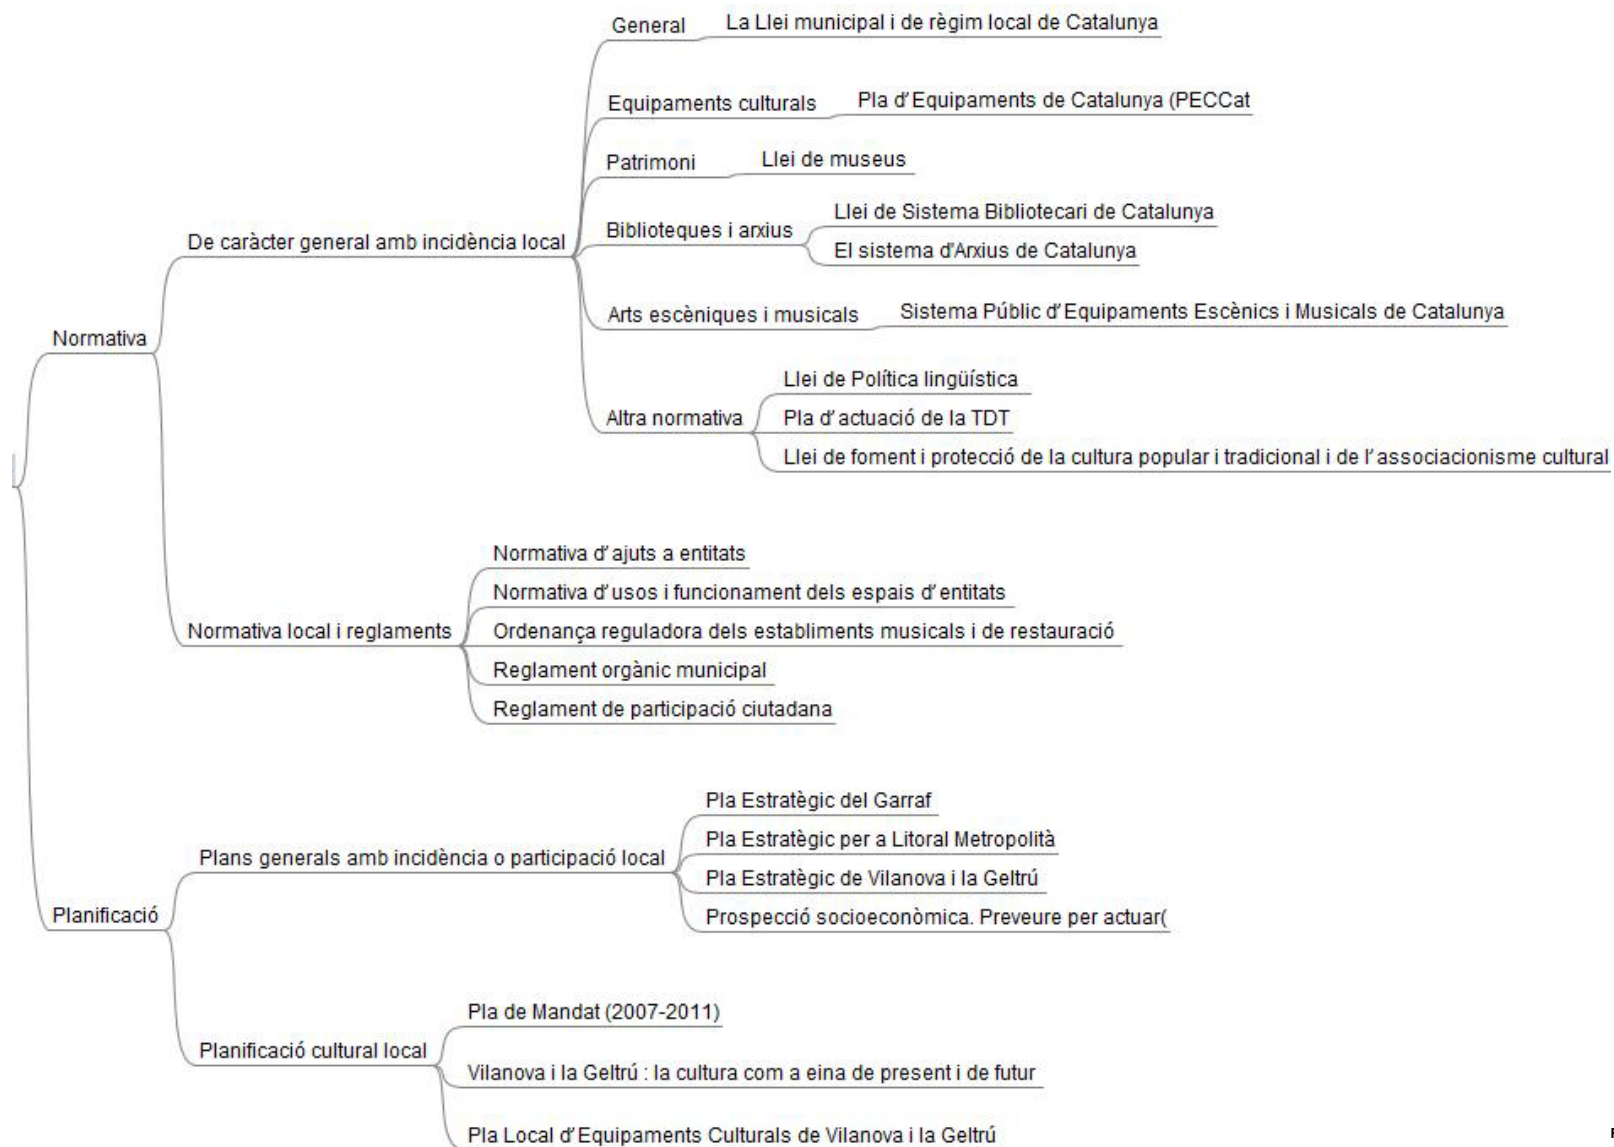 General
La Llei municipal i de règim local de Catalunya
Equipaments culturals
Pla d'Equipaments de Catalunya (PECCat
Patrimoni
Llei de museus
De caràcter general amb incidència local
Biblioteques i arxius
Llei de Sistema Bibliotecari de Catalunya
El sistema d'Arxius de Catalunya
Arts escèniques i musicals
Sistema Públic d'Equipaments Escènics i Musicals de Catalunya
Normativa
Altra normativa
Llei de Política lingüística
Pla d'actuació de la TDT
Llei de foment i protecció de la cultura popular i tradicional i de l'associacionisme cultural
Normativa local i reglaments
Normativa d'ajuts a entitats
Normativa d'usos i funcionament dels espais d'entitats
Ordenança reguladora dels establiments musicals i de restauració
Reglament orgànic municipal
Reglament de participació ciutadana
Planificació
Plans generals amb incidència o participació local
Pla Estratègic del Garraf
Pla Estratègic per a Litoral Metropolità
Pla Estratègic de Vilanova i la Geltrú
Prospecció socioeconòmica. Preveure per actuar(
Planificació cultural local
Pla de Mandat (2007-2011)
Vilanova i la Geltrú : la cultura com a eina de present i de futur
Pla Local d'Equipaments Culturals de Vilanova i la Geltrú